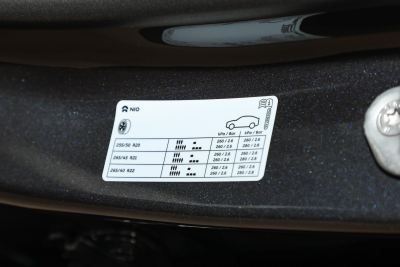 NIO
kPa / Bar kPa / Bar
255/50 R20 260 / 2.6 260 / 2.6
260 / 2.6 260 / 2.6
265/45 R21 260 / 2.6 260 / 2.6
260 / 2.6 260 / 2.6
265/40 R22 260 / 2.6 260 / 2.6
260 / 2.6 260 / 2.6